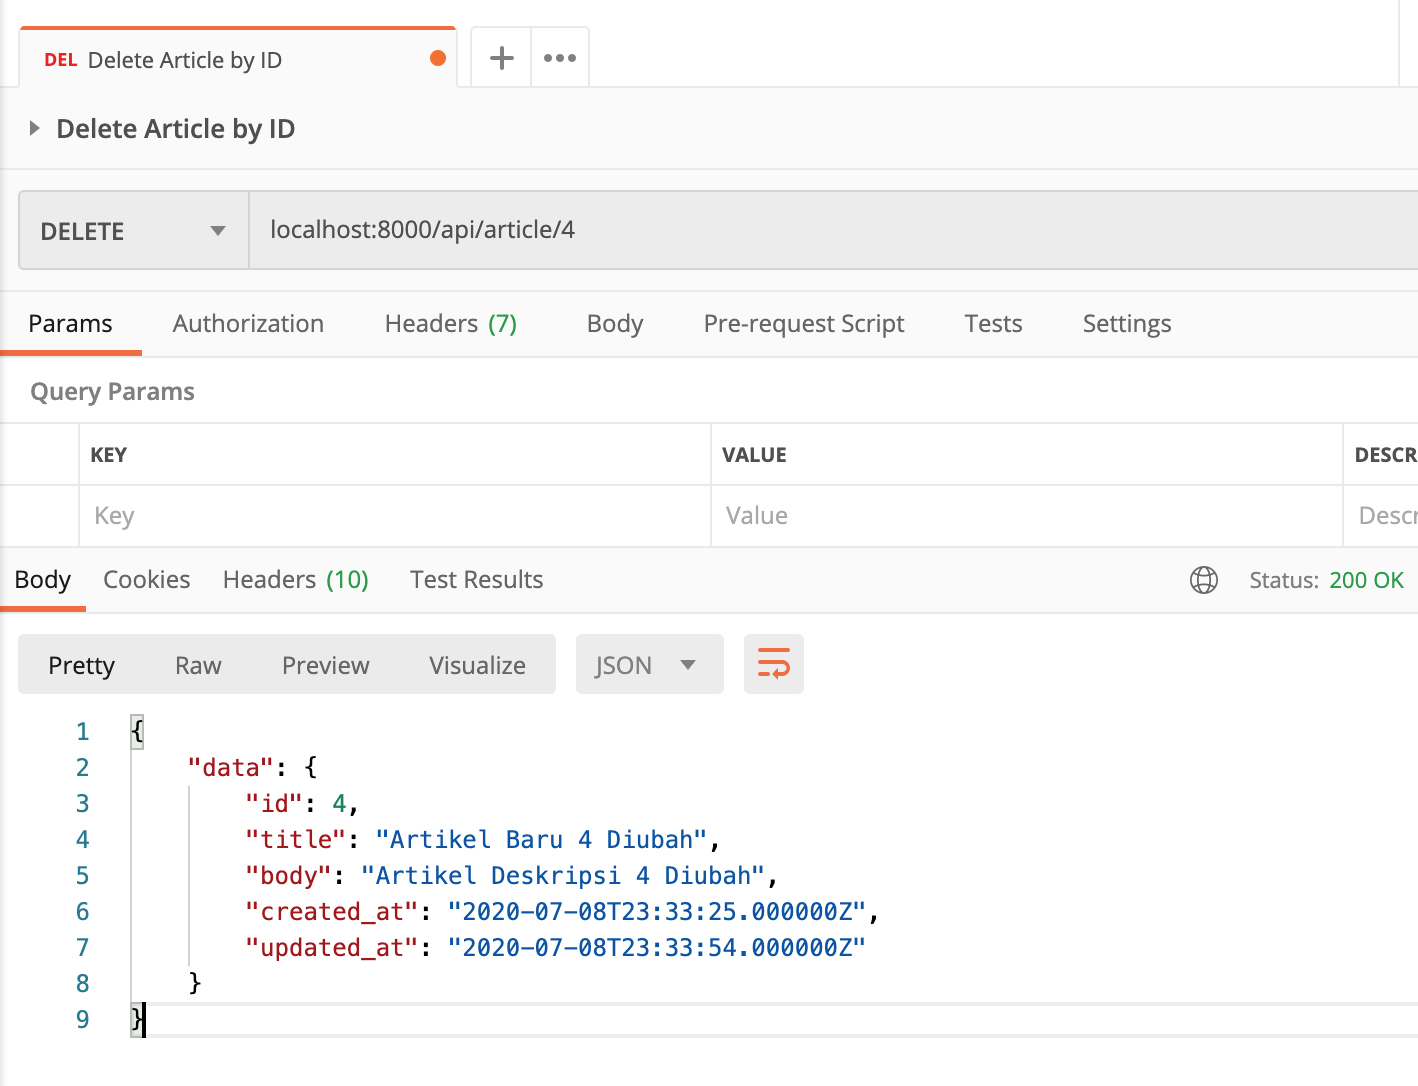 DEL Delete Article by ID
Delete Article by ID
DELETE localhost:8000/api/article/4
Params Authorization Headers (7) Body Pre-request Script Tests Settings
Query Params
KEY VALUE DESCR
Key Value Descr
Body Cookies Headers (10) Test Results Status: 200 OK
Pretty Raw Preview Visualize JSON
1 {
2 "data": {
3 "id": 4,
4 "title": "Artikel Baru 4 Diubah",
5 "body": "Artikel Deskripsi 4 Diubah",
6 "created_at": "2020-07-08T23:33:25.000000Z",
7 "updated_at": "2020-07-08T23:33:54.000000Z"
8 }
9 }